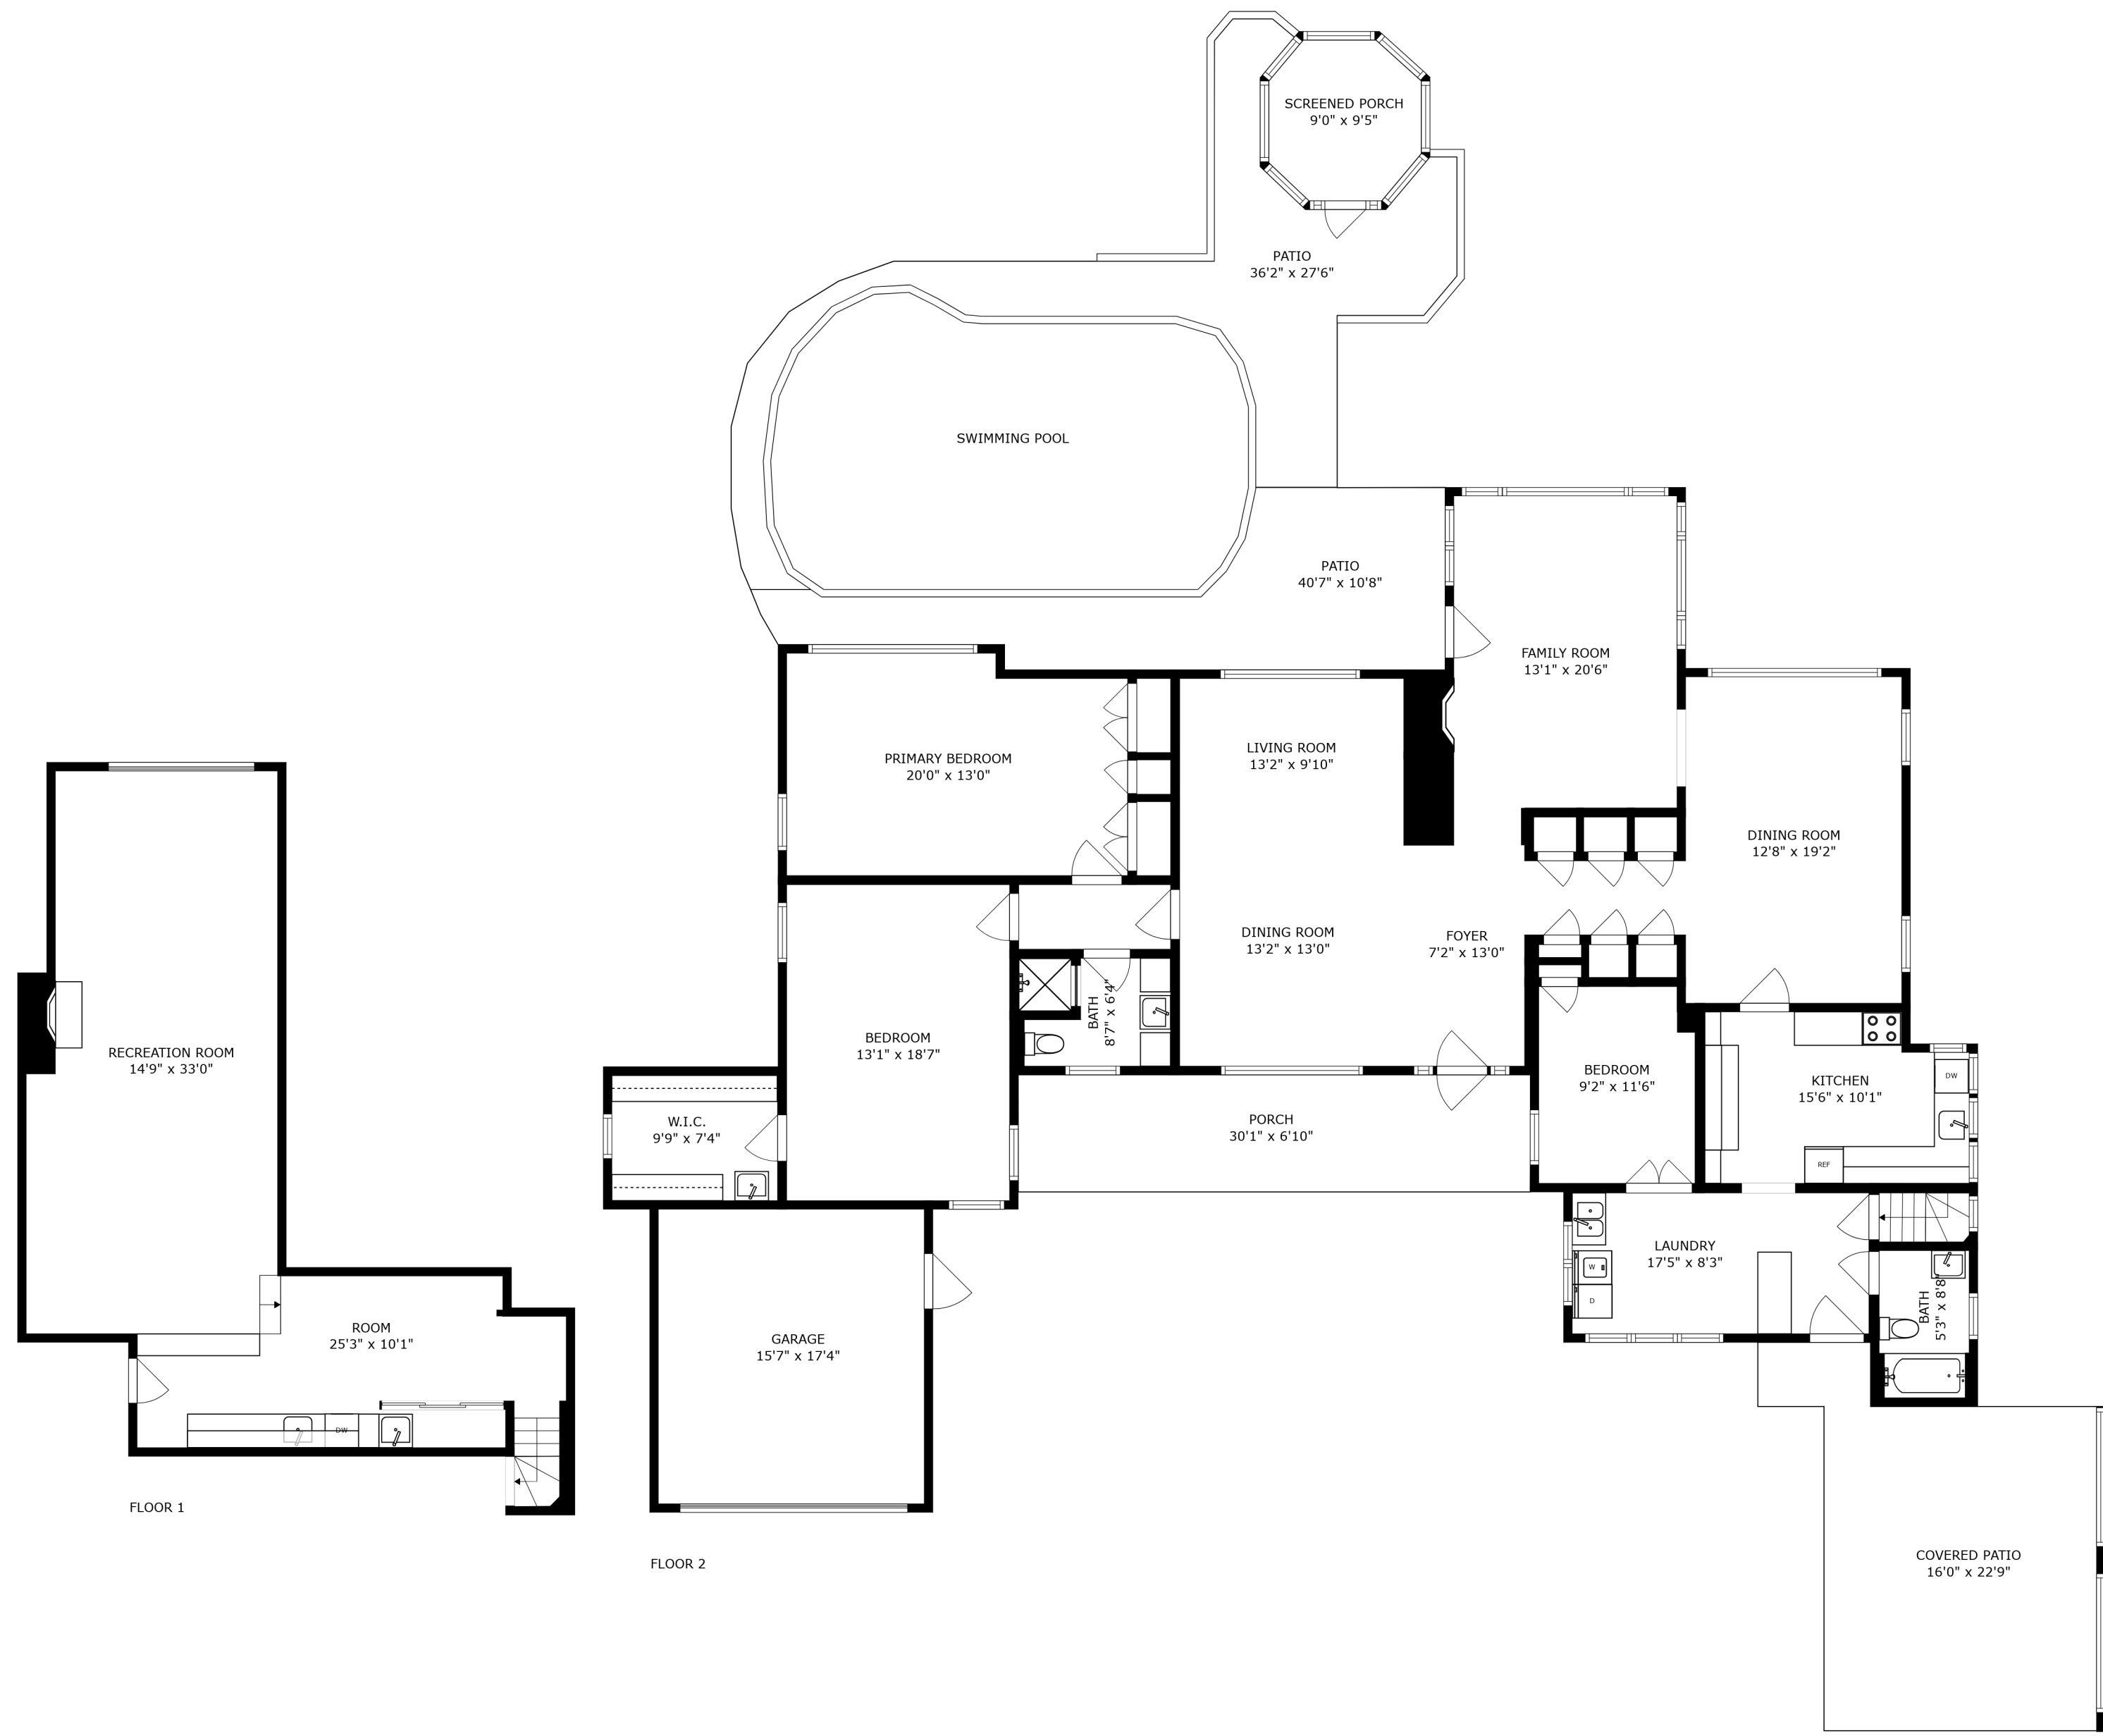 SCREENED PORCH
9'0" x 9'5"
PATIO
36'2" x 27'6"
SWIMMING POOL
PATIO
40'7" x 10'8"
FAMILY ROOM
13'1" x 20'6"
LIVING ROOM
13'2" x 9'10"
PRIMARY BEDROOM
20'0" x 13'0"
DINING ROOM
12'8" x 19'2"
DINING ROOM
13'2" x 13'0"
FOYER
7'2" x 13'0"
BATH
8'7" x 6'4"
BEDROOM
13'1" x 18'7"
RECREATION ROOM
14'9" x 33'0"
BEDROOM
9'2" x 11'6"
KITCHEN
15'6" x 10'1"
DW
REF
W.I.C.
9'9" x 7'4"
PORCH
30'1" x 6'10"
LAUNDRY
17'5" x 8'3"
W
D
BATH
5'3" x 8'8"
ROOM
25'3" x 10'1"
DW
GARAGE
15'7" x 17'4"
FLOOR 1
FLOOR 2
COVERED PATIO
16'0" x 22'9"